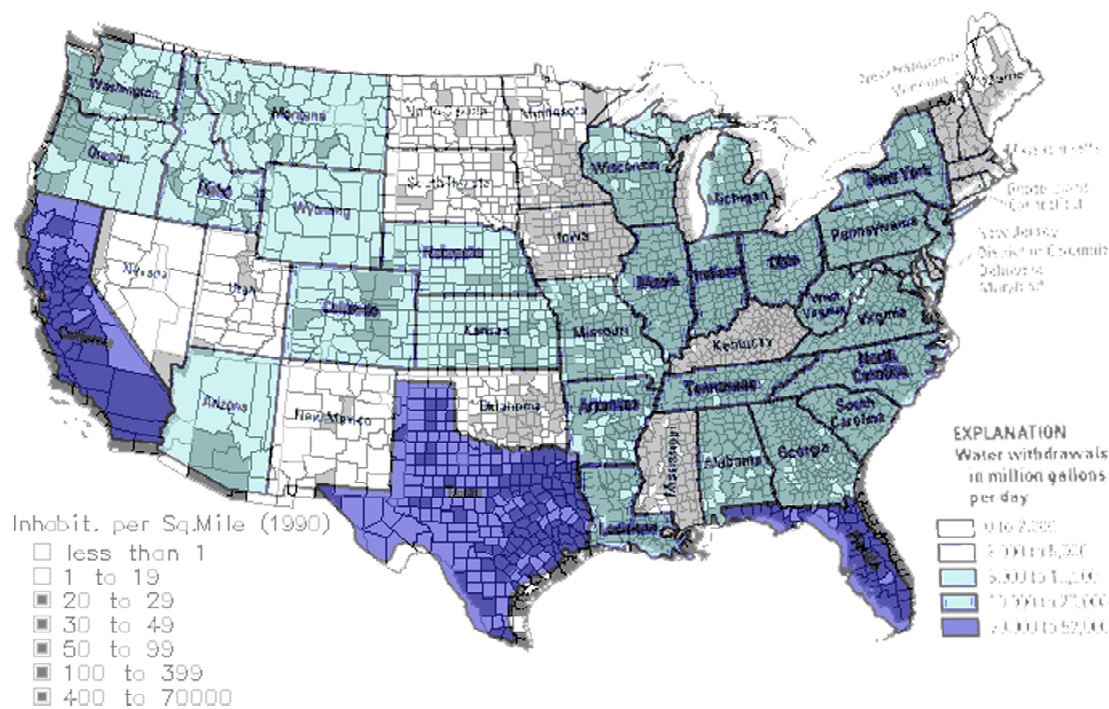 Washington
Montana
Minnesota
Oregon
Idaho
Wisconsin
Michigan
New York
Wyoming
Iowa
Nebraska
Pennsylvania
Nevada
Utah
Colorado
Illinois
Indiana
Ohio
West
Virginia
Virginia
California
Kansas
Missouri
Kentucky
North
Carolina
Tennessee
Arizona
New Mexico
Oklahoma
Arkansas
South
Carolina
Mississippi
Alabama
Georgia
Texas
Louisiana
New Jersey
District of Columbia
Delaware
Maryland
EXPLANATION
Water withdrawals
in million gallons
per day
Inhabit. per Sq.Mile (1990)
less than 1
1 to 19
20 to 29
30 to 49
50 to 99
100 to 399
400 to 70000